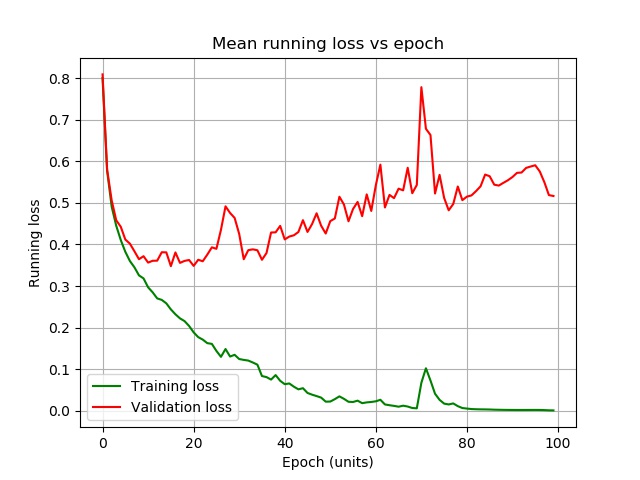 Mean running loss vs epoch
Running loss
0.8
0.7
0.6
0.5
0.4
0.3
0.2
0.1
0.0
Training loss
Validation loss
0 20 40 60 80 100
Epoch (units)